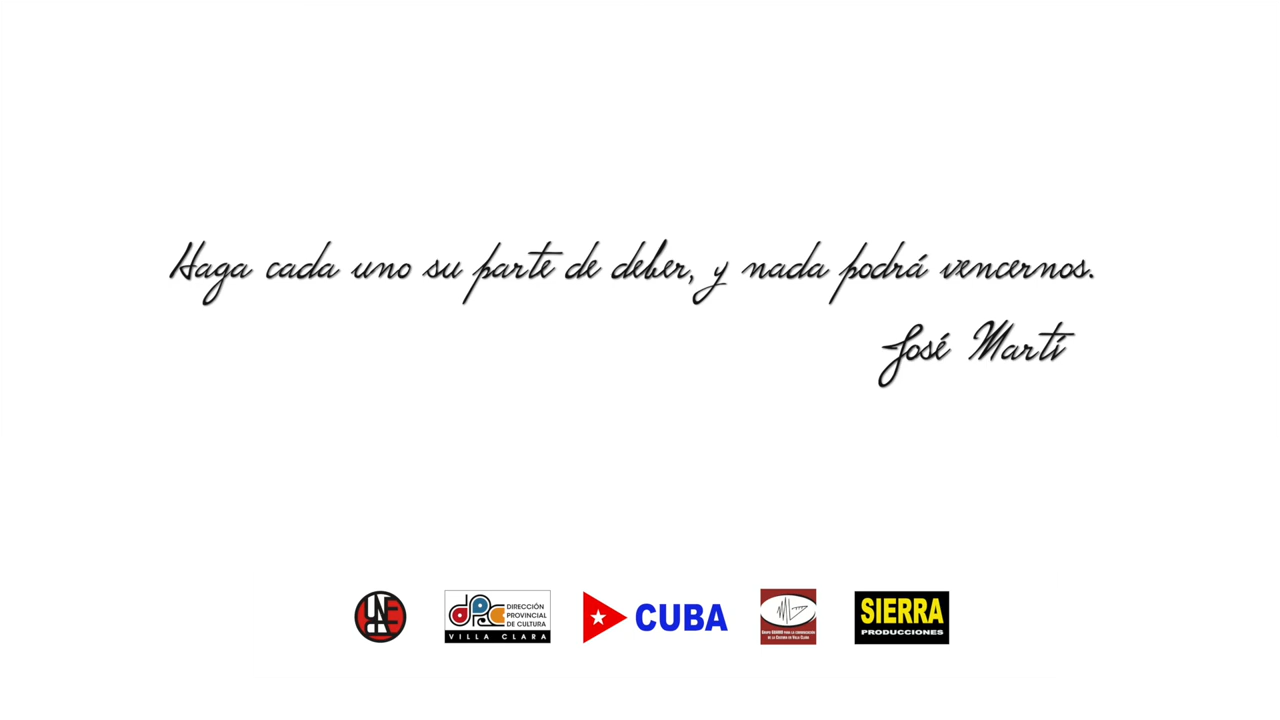 Haga cada uno su parte de deber, y nada podrá vencernos.
José Martí
DIRECCIÓN
PROVINCIAL
DE CULTURA
VILLA CLARA
CUBA
SIERRA
PRODUCCIONES